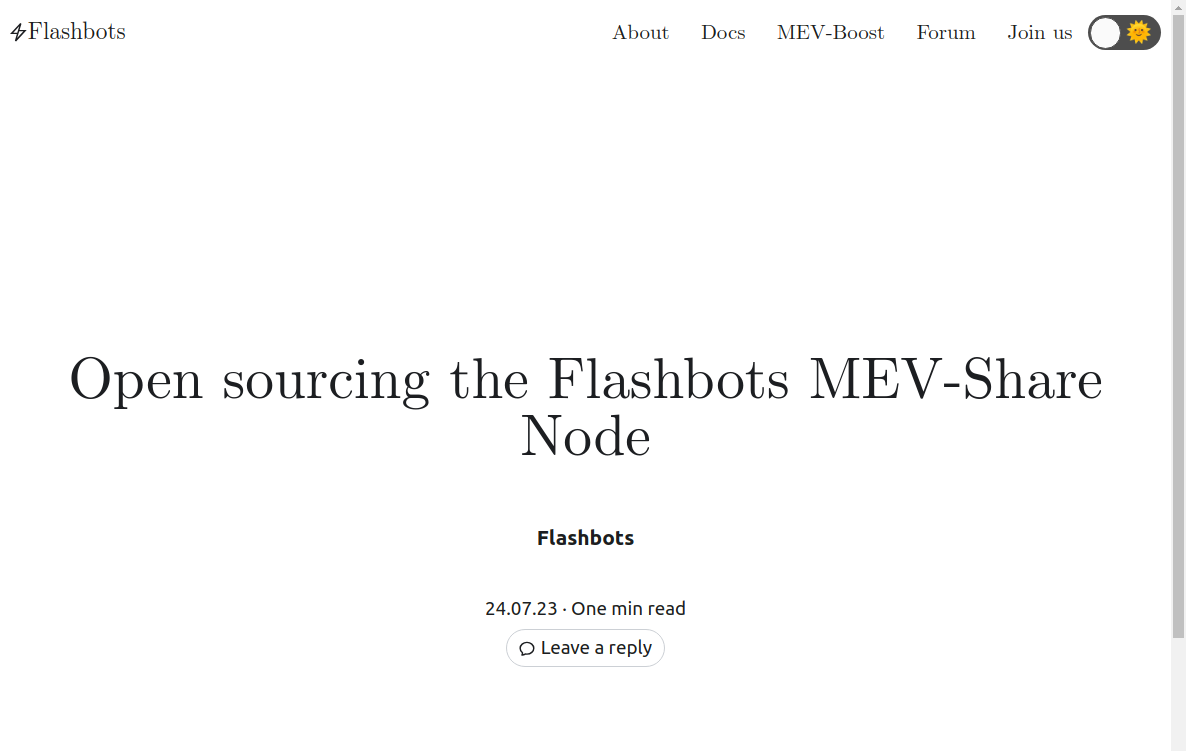 Flashbots
About
Docs
MEV-Boost
Forum
Join us
Open sourcing the Flashbots MEV-Share
Node
Flashbots
24.07.23 · One min read
Leave a reply